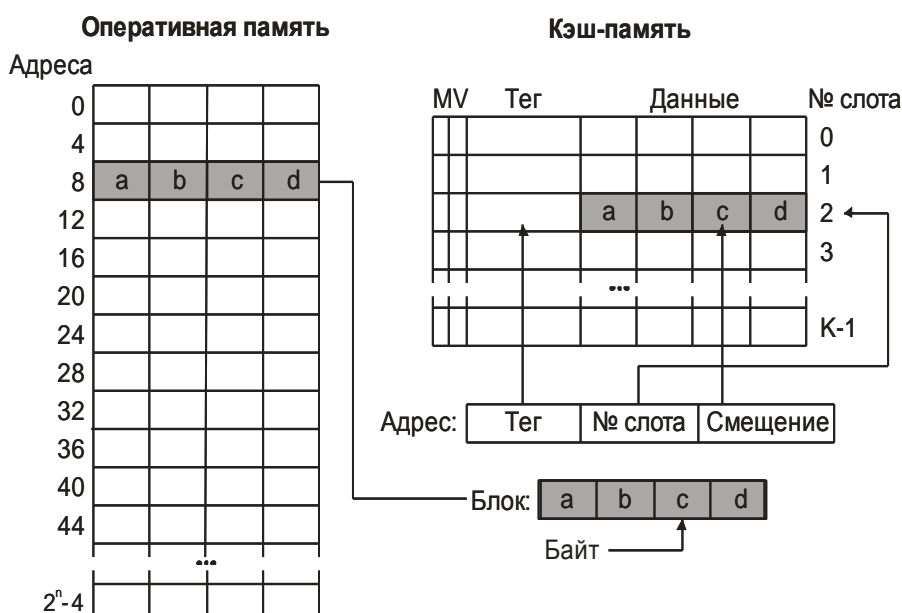 Оперативная память
Адреса
0
4
8 a b c d
12
16
20
24
28
32
36
40
44
...
2ⁿ-4
Кэш-память
MV Тег Данные № слота
0
1
a b c d 2
3
...
K-1
Адрес: Тег № слота Смещение
Блок: a b c d
Байт